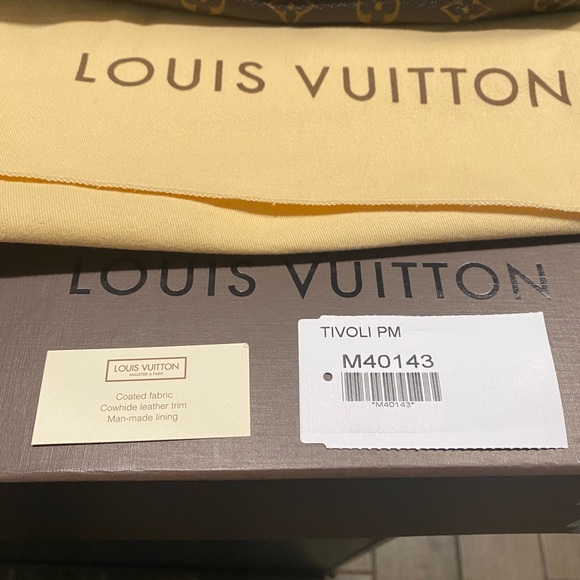 LOUIS VUITTON
LOUIS VUITTON
LOUIS VUITTON
MALLETIER A PARIS
Coated fabric
Cowhide leather trim
Man-made lining
TIVOLI PM
M40143
*M40143*